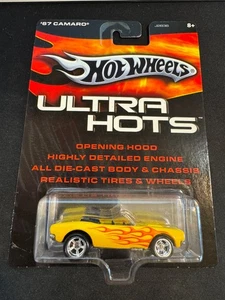 '67 CAMARO
8+
HOT WHEELS
ULTRA
HOTS
OPENING HOOD
HIGHLY DETAILED ENGINE
ALL DIE-CAST BODY & CHASSIS
REALISTIC TIRES & WHEELS